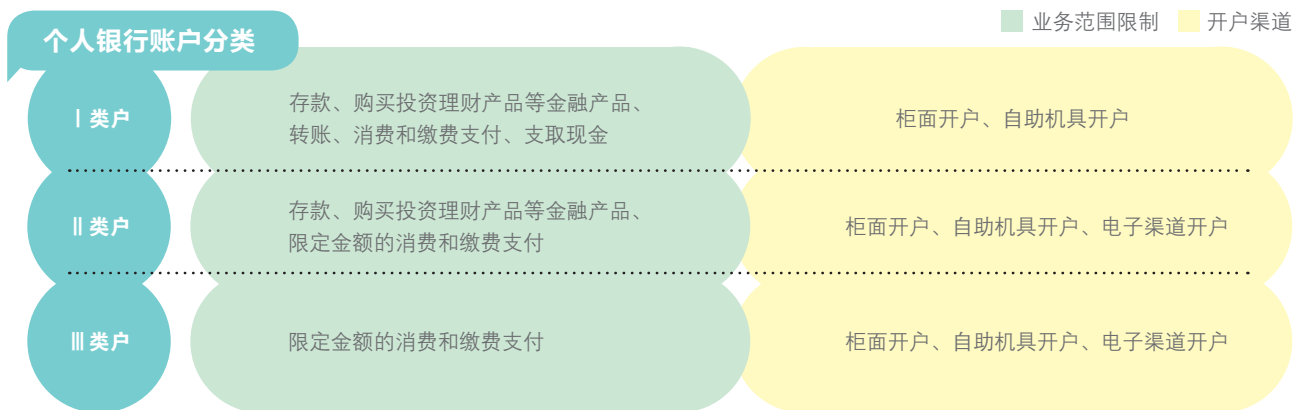 业务范围限制 开户渠道
个人银行账户分类
Ⅰ类户
存款、购买投资理财产品等金融产品、
转账、消费和缴费支付、支取现金
柜面开户、自助机具开户
Ⅱ类户
存款、购买投资理财产品等金融产品、
限定金额的消费和缴费支付
柜面开户、自助机具开户、电子渠道开户
Ⅲ类户
限定金额的消费和缴费支付
柜面开户、自助机具开户、电子渠道开户